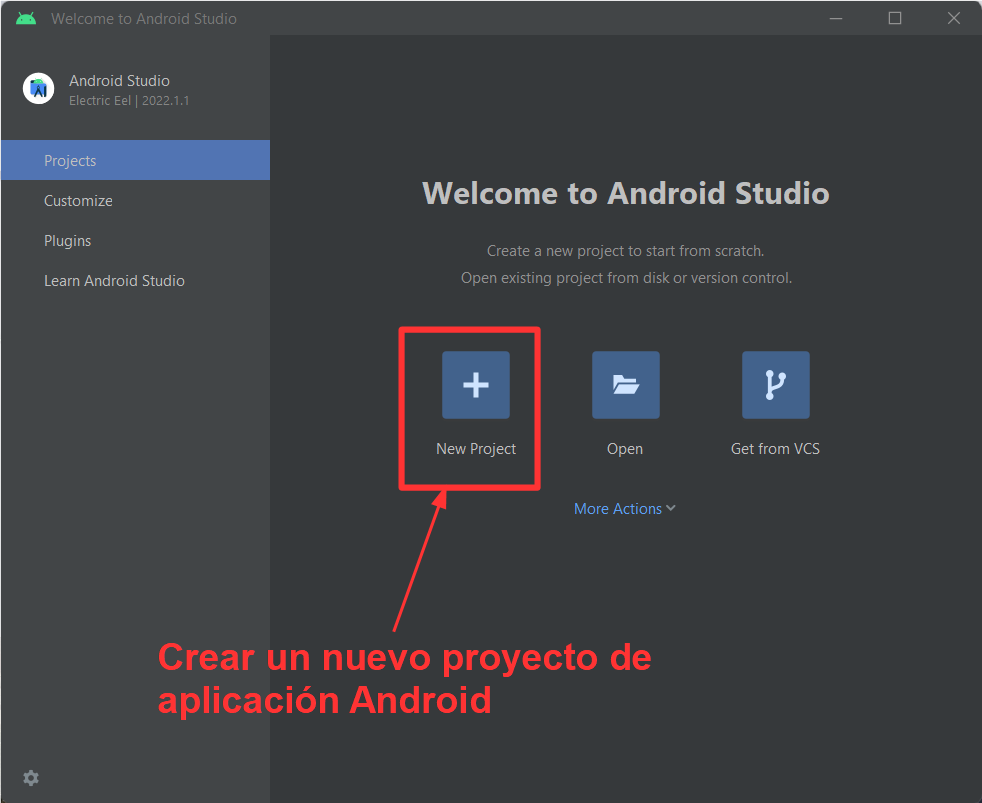 Welcome to Android Studio
Android Studio
Electric Eel | 2022.1.1
Projects
Customize
Plugins
Learn Android Studio
Welcome to Android Studio
Create a new project to start from scratch.
Open existing project from disk or version control.
New Project
Open
Get from VCS
More Actions
Crear un nuevo proyecto de
aplicación Android